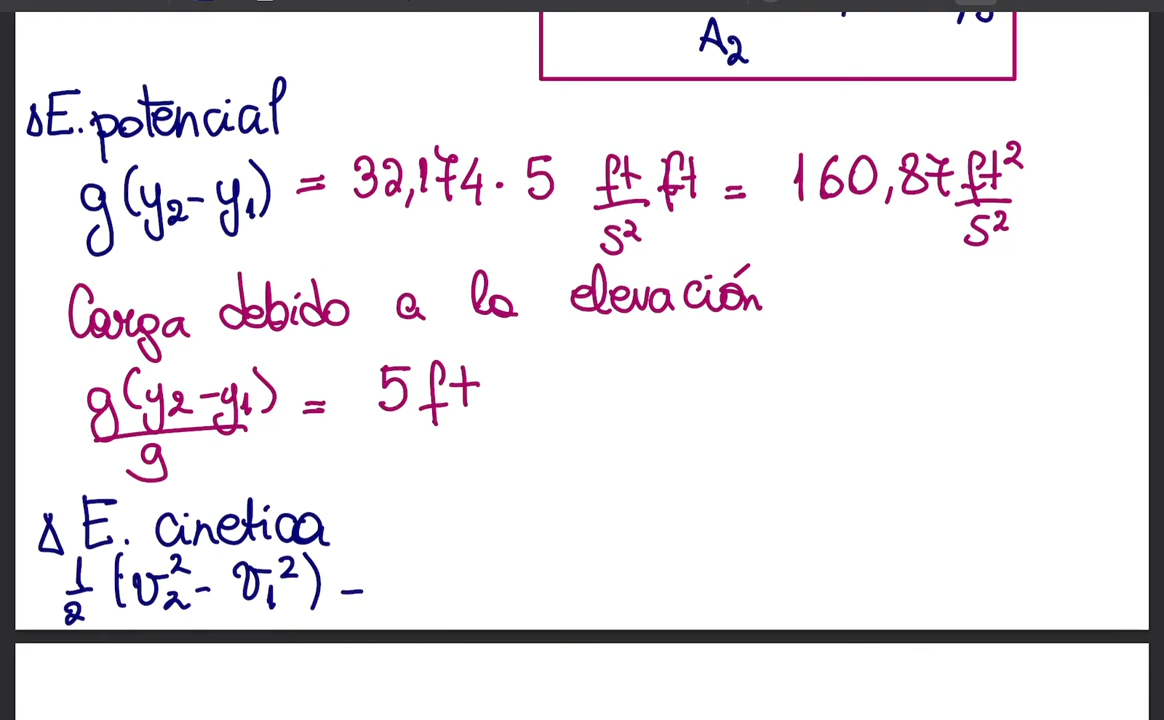 A₂
ΔE. potencial
g(y₂-y₁) = 32,174 · 5 ft/s² ft = 160,87 ft²/s²
Carga debido a la elevación
g(y₂-y₁)/g = 5 ft
Δ E. cinetica
1/2 (v₂² - v₁²) -